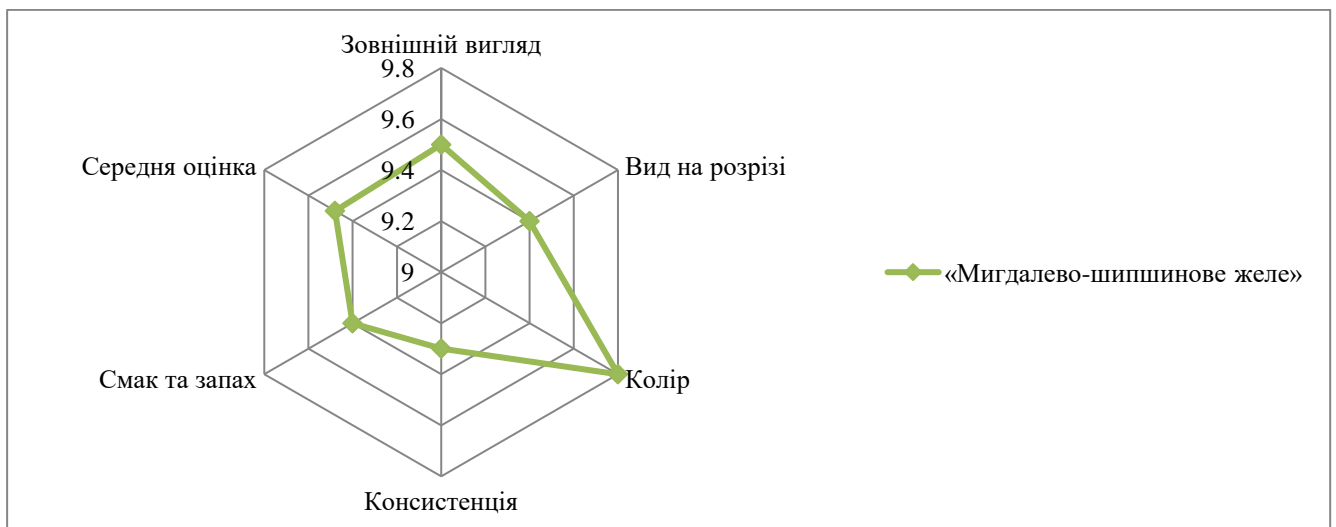 Зовнішній вигляд
9.8
9.6
9.4
9.2
9
Вид на розрізі
Колір
Консистенція
Смак та запах
Середня оцінка
«Мигдалево-шипшинове желе»